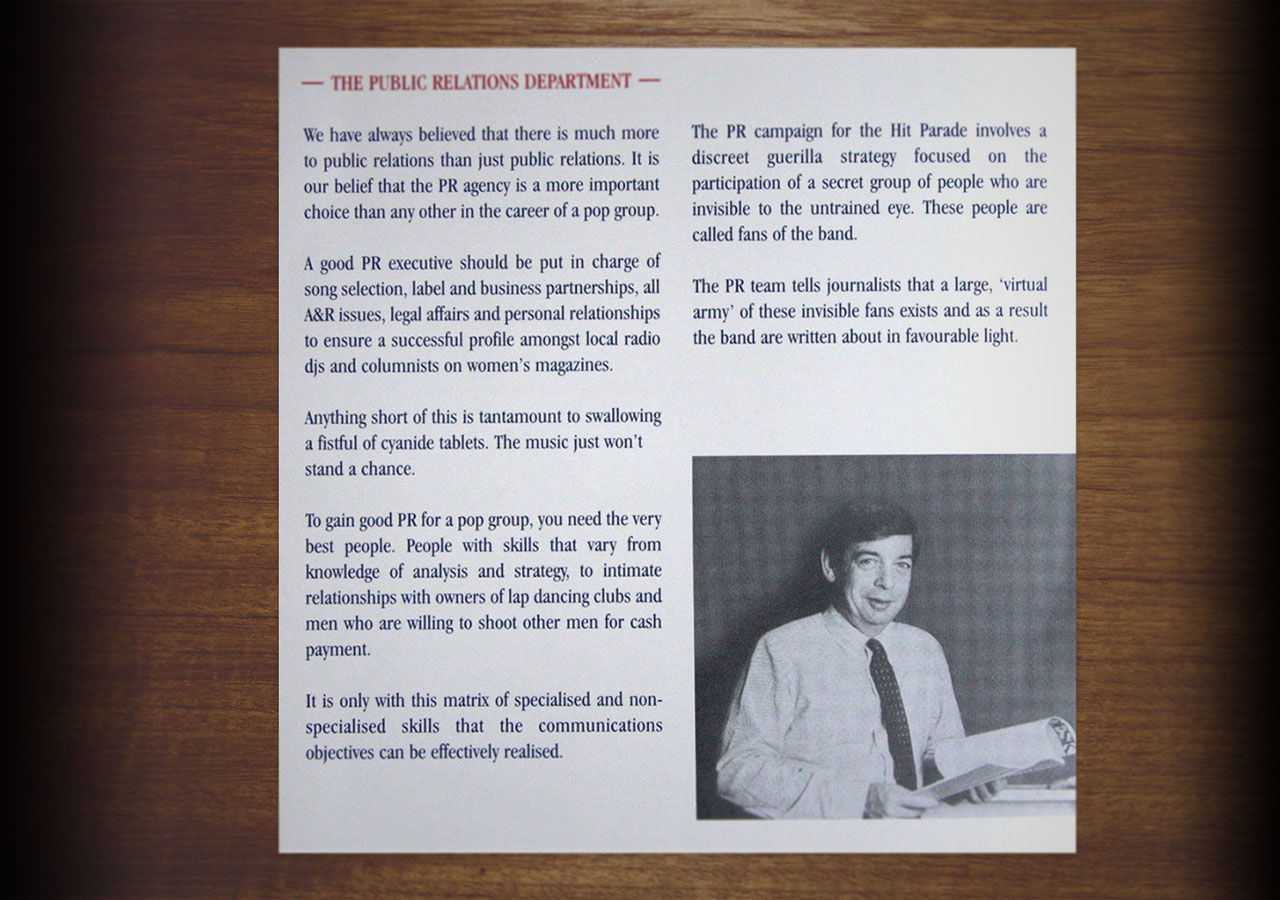 — THE PUBLIC RELATIONS DEPARTMENT —
We have always believed that there is much more
to public relations than just public relations. It is
our belief that the PR agency is a more important
choice than any other in the career of a pop group.
A good PR executive should be put in charge of
song selection, label and business partnerships, all
A&R issues, legal affairs and personal relationships
to ensure a successful profile amongst local radio
djs and columnists on women's magazines.
Anything short of this is tantamount to swallowing
a fistful of cyanide tablets. The music just won't
stand a chance.
To gain good PR for a pop group, you need the very
best people. People with skills that vary from
knowledge of analysis and strategy, to intimate
relationships with owners of lap dancing clubs and
men who are willing to shoot other men for cash
payment.
It is only with this matrix of specialised and non-
specialised skills that the communications
objectives can be effectively realised.
The PR campaign for the Hit Parade involves a
discreet guerilla strategy focused on the
participation of a secret group of people who are
invisible to the untrained eye. These people are
called fans of the band.
The PR team tells journalists that a large, ‘virtual
army’ of these invisible fans exists and as a result
the band are written about in favourable light.